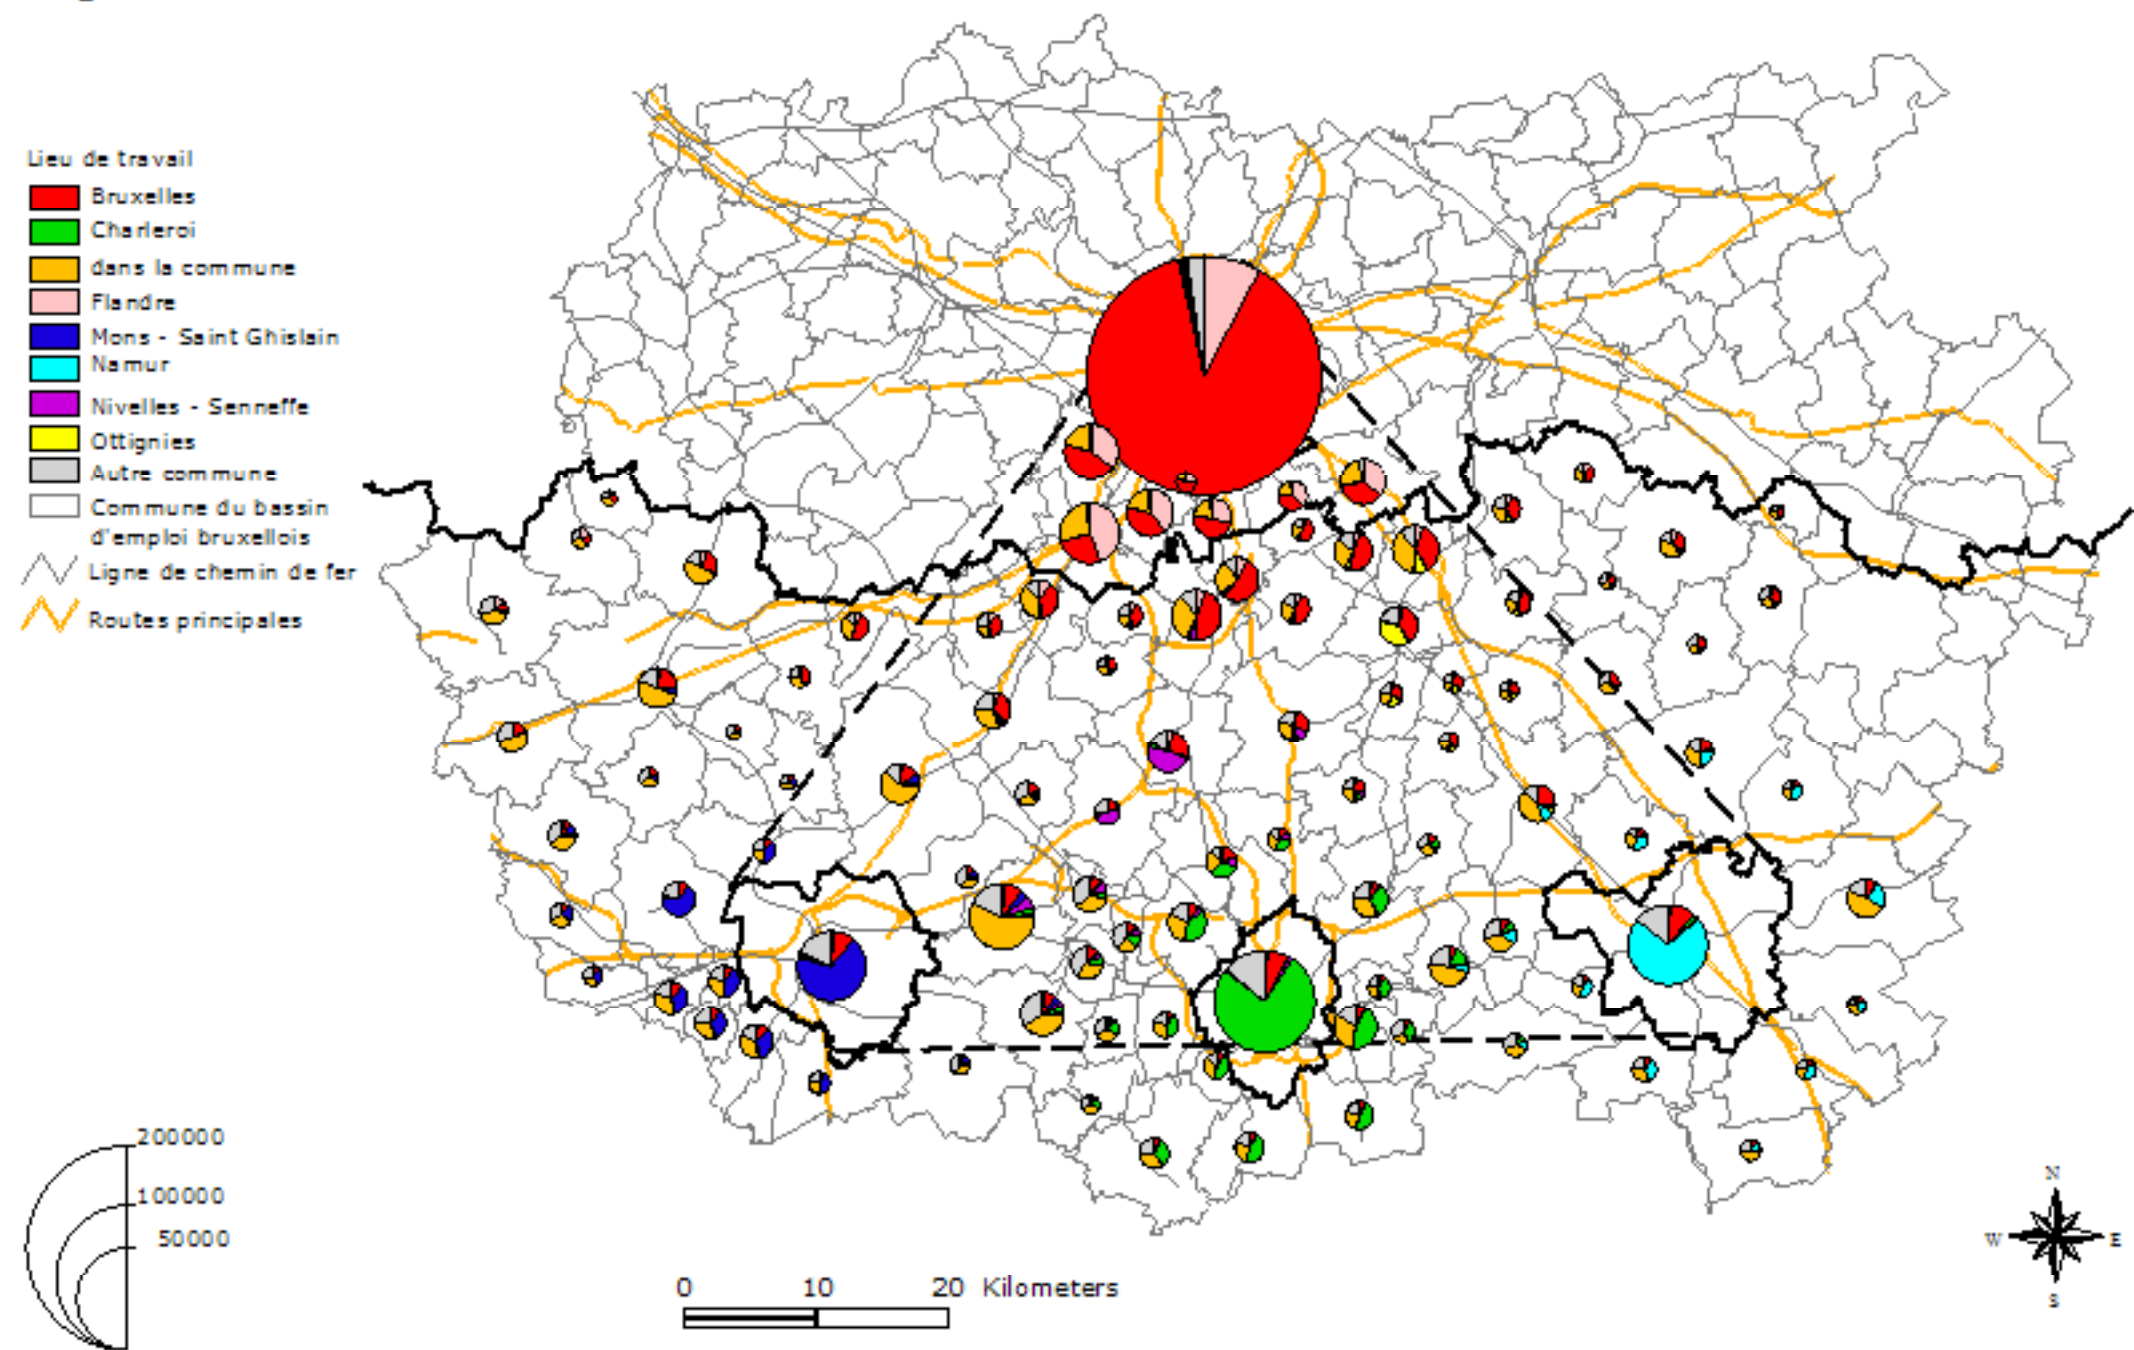 Lieu de travail
Bruxelles
Charleroi
dans la commune
Flandre
Mons - Saint Ghislain
Namur
Nivelles - Senneffe
Ottignies
Autre commune
Commune du bassin
d'emploi bruxellois
Ligne de chemin de fer
Routes principales
200000
100000
50000
0 10 20 Kilometers
N
W E
S